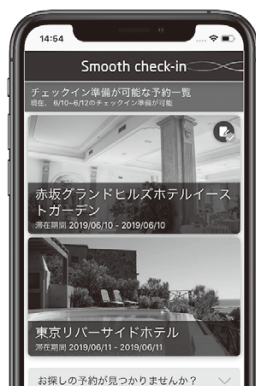 14:54
Smooth check-in
チェックイン準備が可能な予約一覧
現在、6/10~6/12のチェックイン準備が可能
赤坂グランドヒルズホテルイース
トガーデン
滞在期間 2019/06/10 - 2019/06/10
東京リバーサイドホテル
滞在期間 2019/06/11 - 2019/06/11
お探しの予約が見つかりませんか？